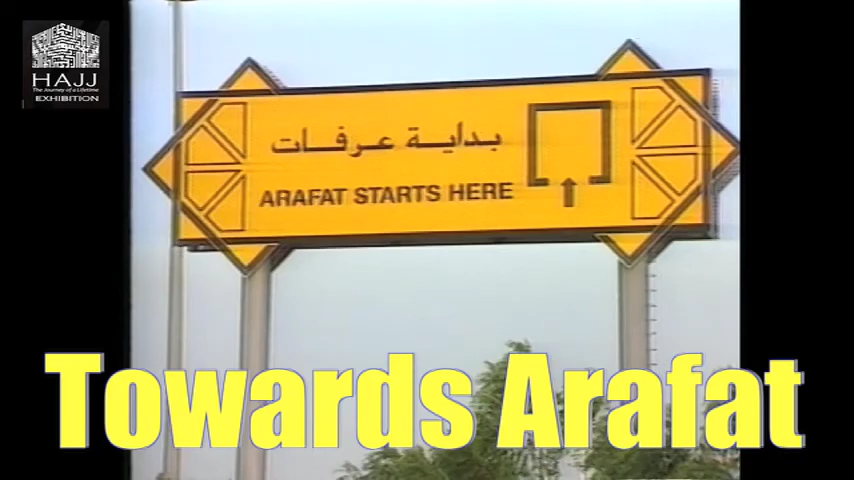 HAJJ
The Journey of a Lifetime
EXHIBITION
بداية عرفات
ARAFAT STARTS HERE
Towards Arafat